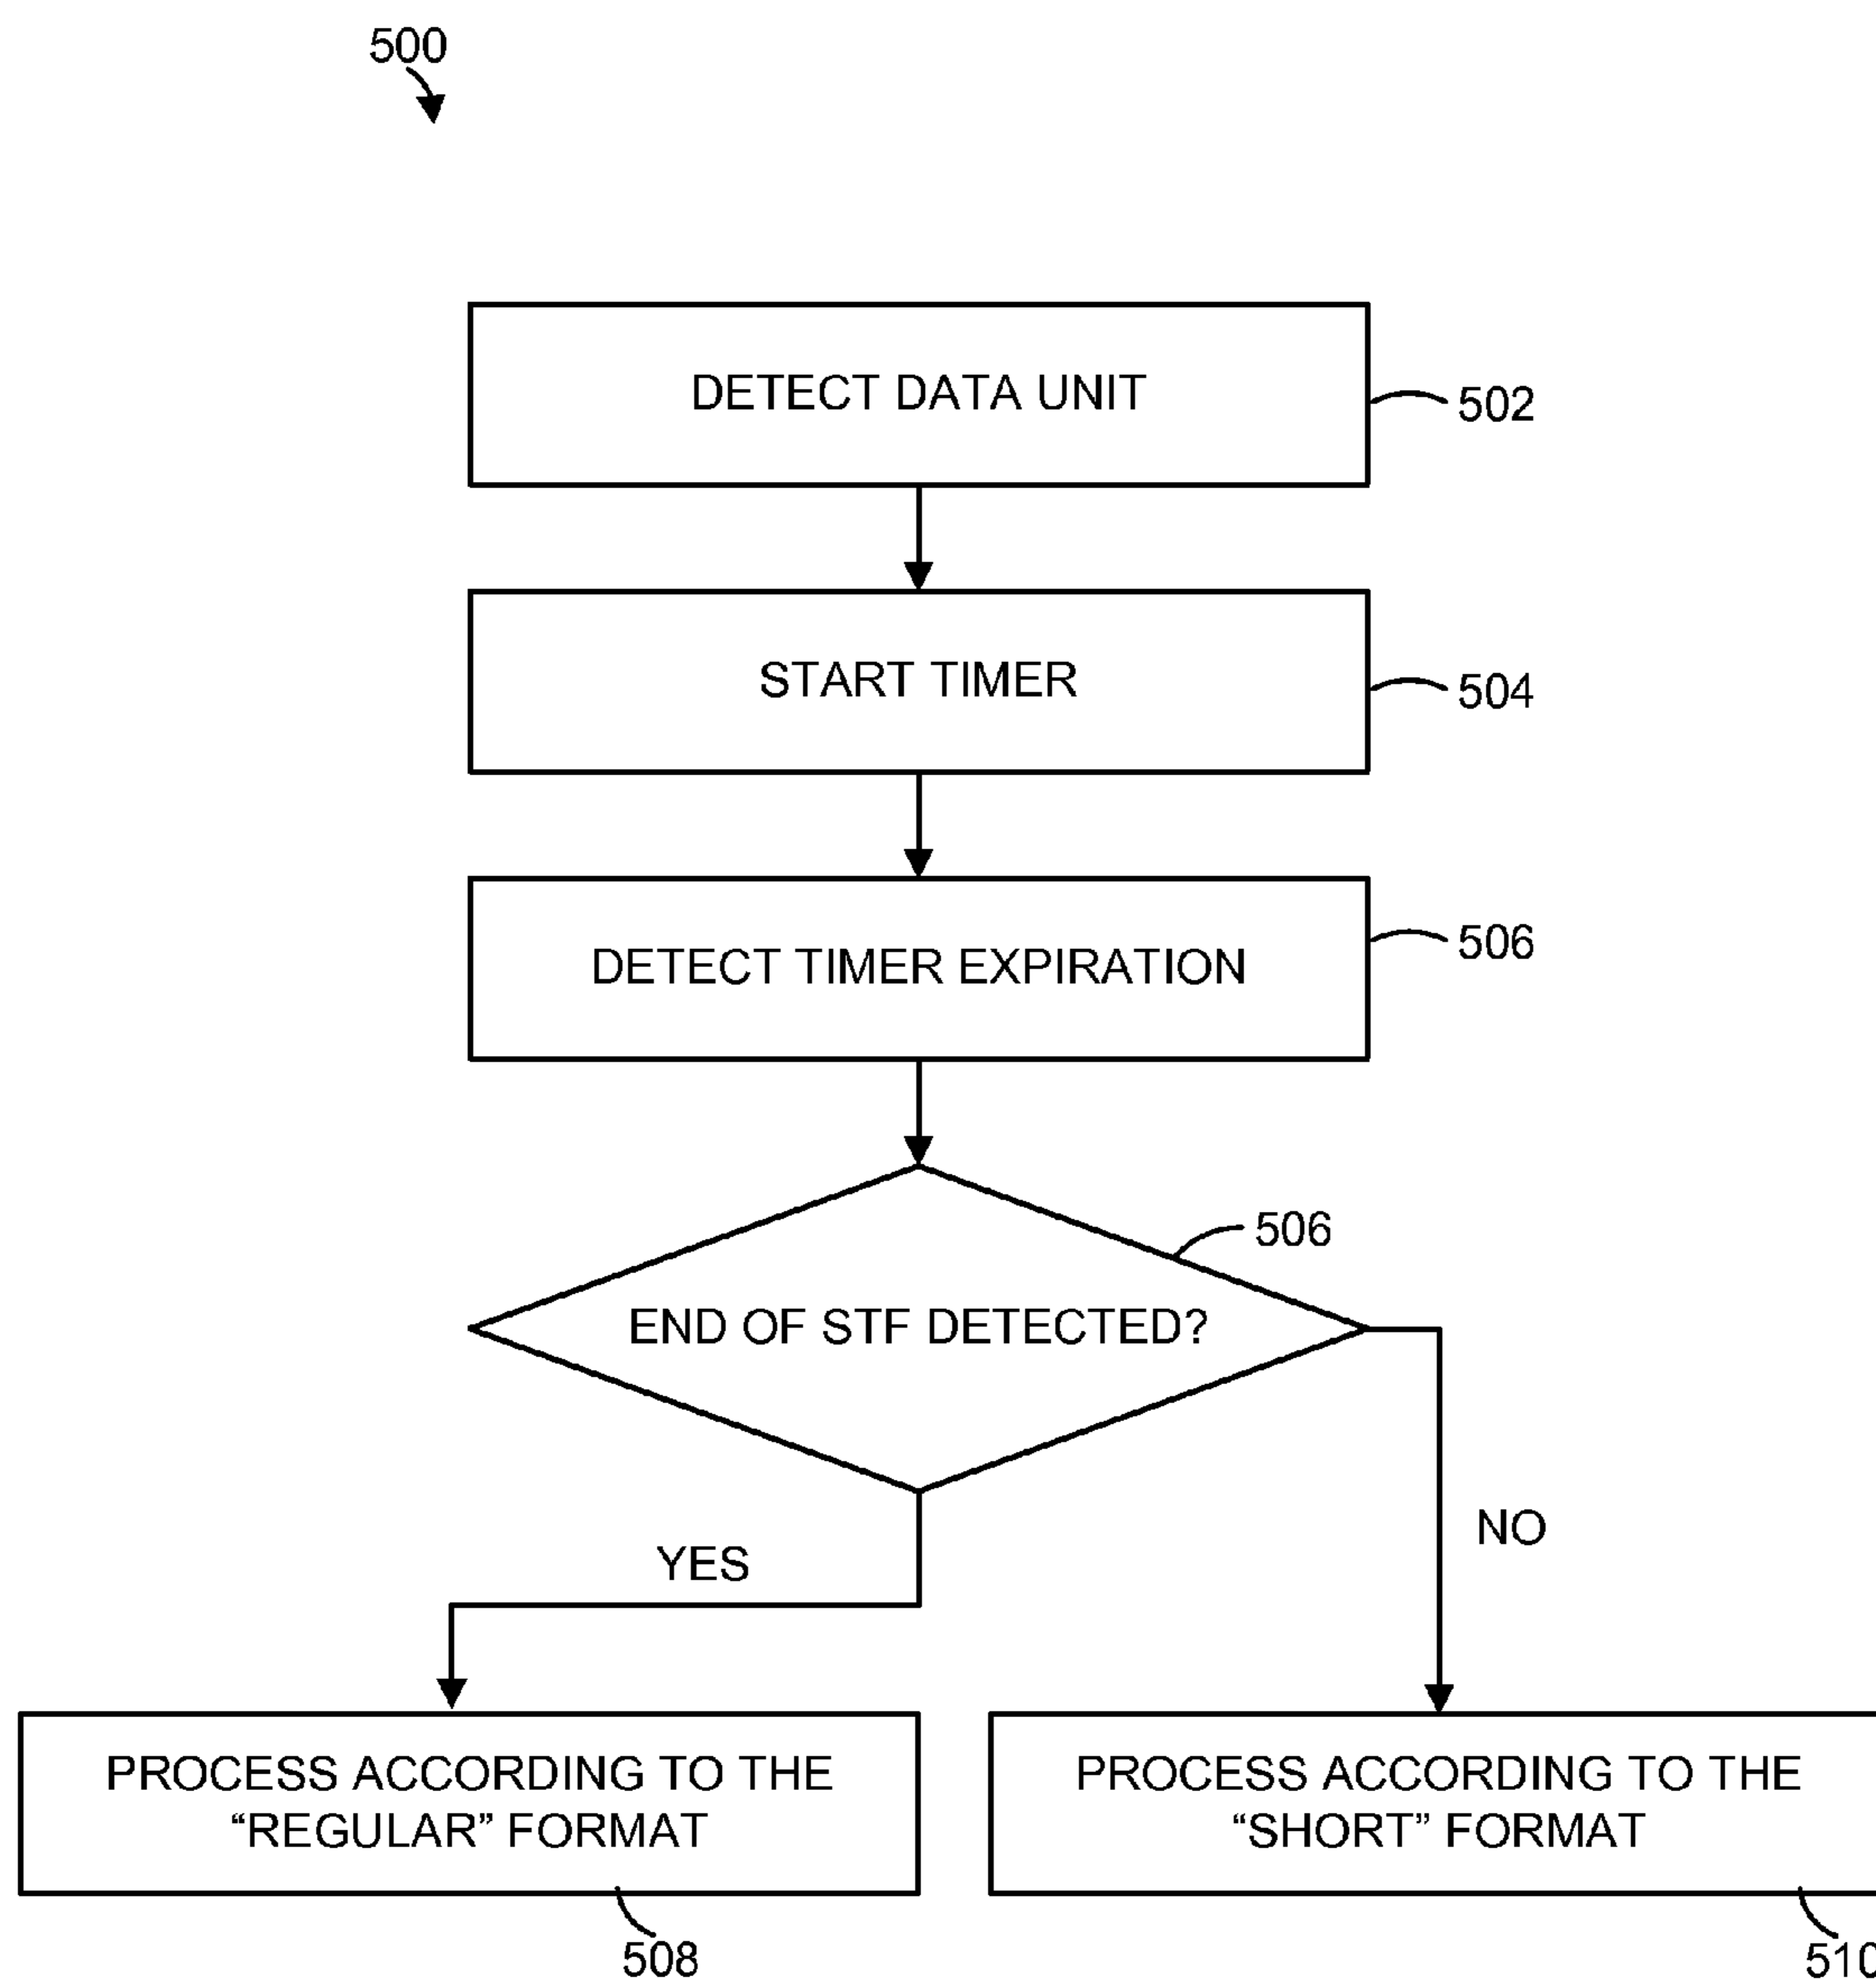 500
DETECT DATA UNIT
502
START TIMER
504
DETECT TIMER EXPIRATION
506
506
END OF STF DETECTED?
YES
NO
PROCESS ACCORDING TO THE
“REGULAR” FORMAT
508
PROCESS ACCORDING TO THE
“SHORT” FORMAT
510